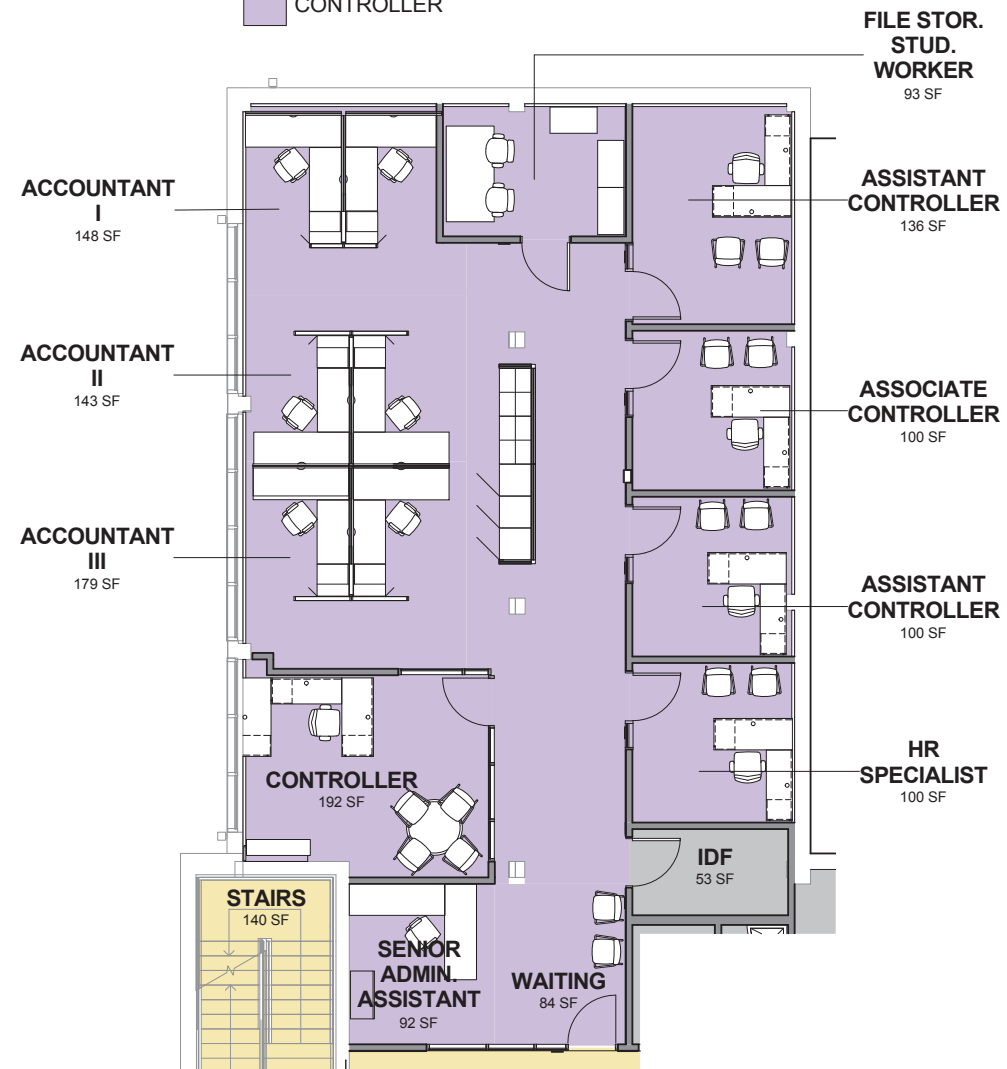 CONTROLLER
FILE STOR.
STUD.
WORKER
93 SF
ACCOUNTANT
I
148 SF
ASSISTANT
CONTROLLER
136 SF
ACCOUNTANT
II
143 SF
ASSOCIATE
CONTROLLER
100 SF
ACCOUNTANT
III
179 SF
ASSISTANT
CONTROLLER
100 SF
CONTROLLER
192 SF
HR
SPECIALIST
100 SF
IDF
53 SF
STAIRS
140 SF
SENIOR
ADMIN.
ASSISTANT
92 SF
WAITING
84 SF